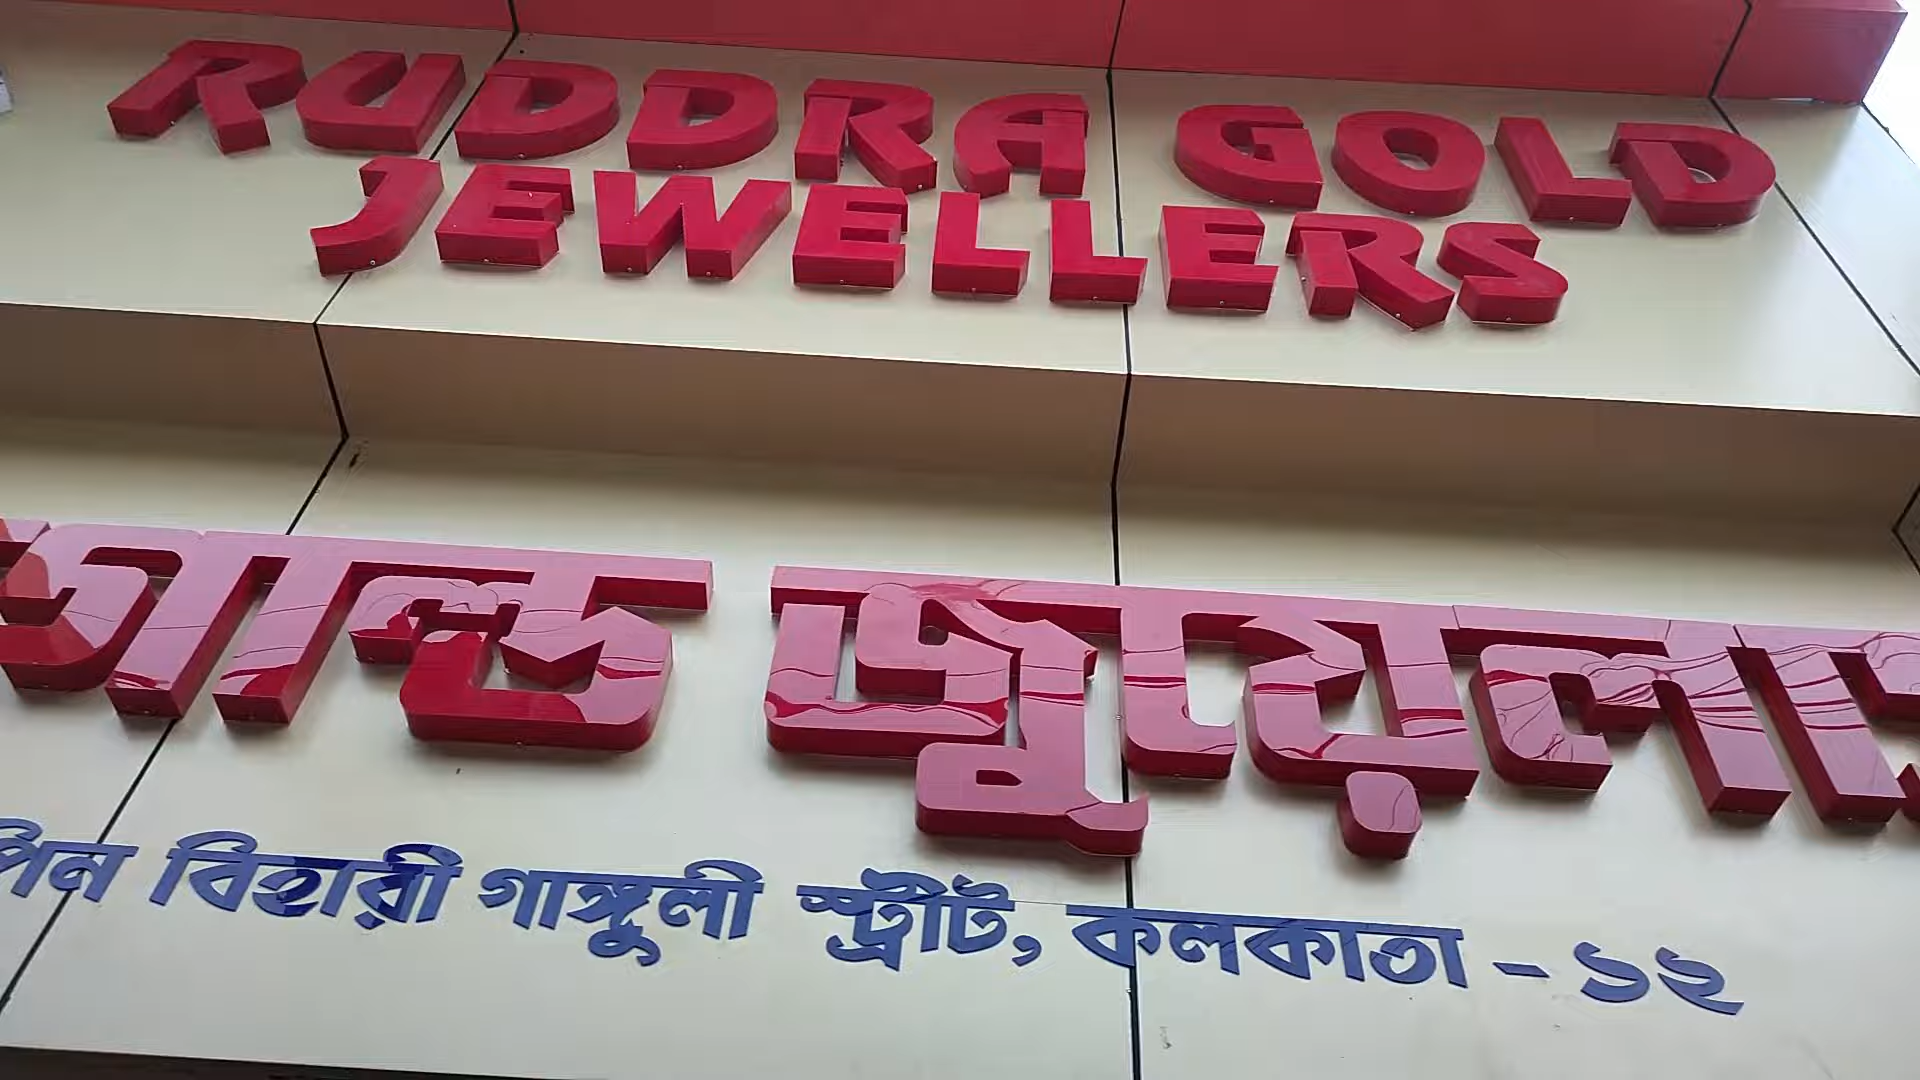 RUDDRA GOLD
JEWELLERS
গোল্ড জুয়েলার্স
বিহারী গাঙ্গুলী স্ট্রীট, কলকাতা - ১২